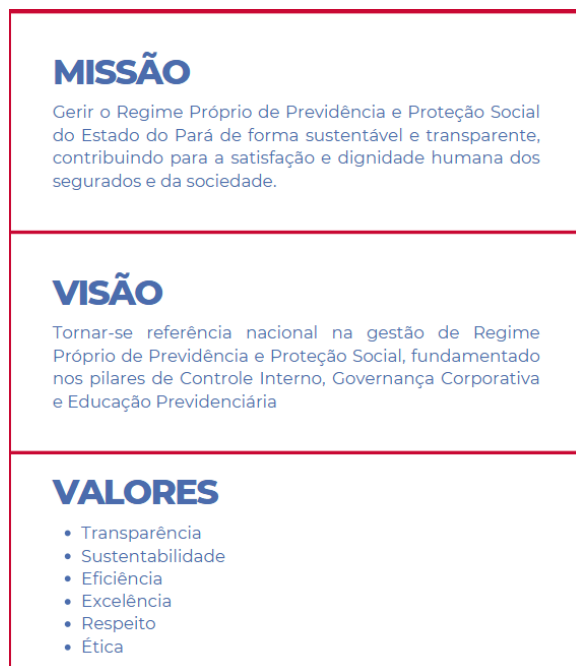 MISSÃO
Gerir o Regime Próprio de Previdência e Proteção Social
do Estado do Pará de forma sustentável e transparente,
contribuindo para a satisfação e dignidade humana dos
segurados e da sociedade.
VISÃO
Tornar-se referência nacional na gestão de Regime
Próprio de Previdência e Proteção Social, fundamentado
nos pilares de Controle Interno, Governança Corporativa
e Educação Previdenciária
VALORES
• Transparência
• Sustentabilidade
• Eficiência
• Excelência
• Respeito
• Ética